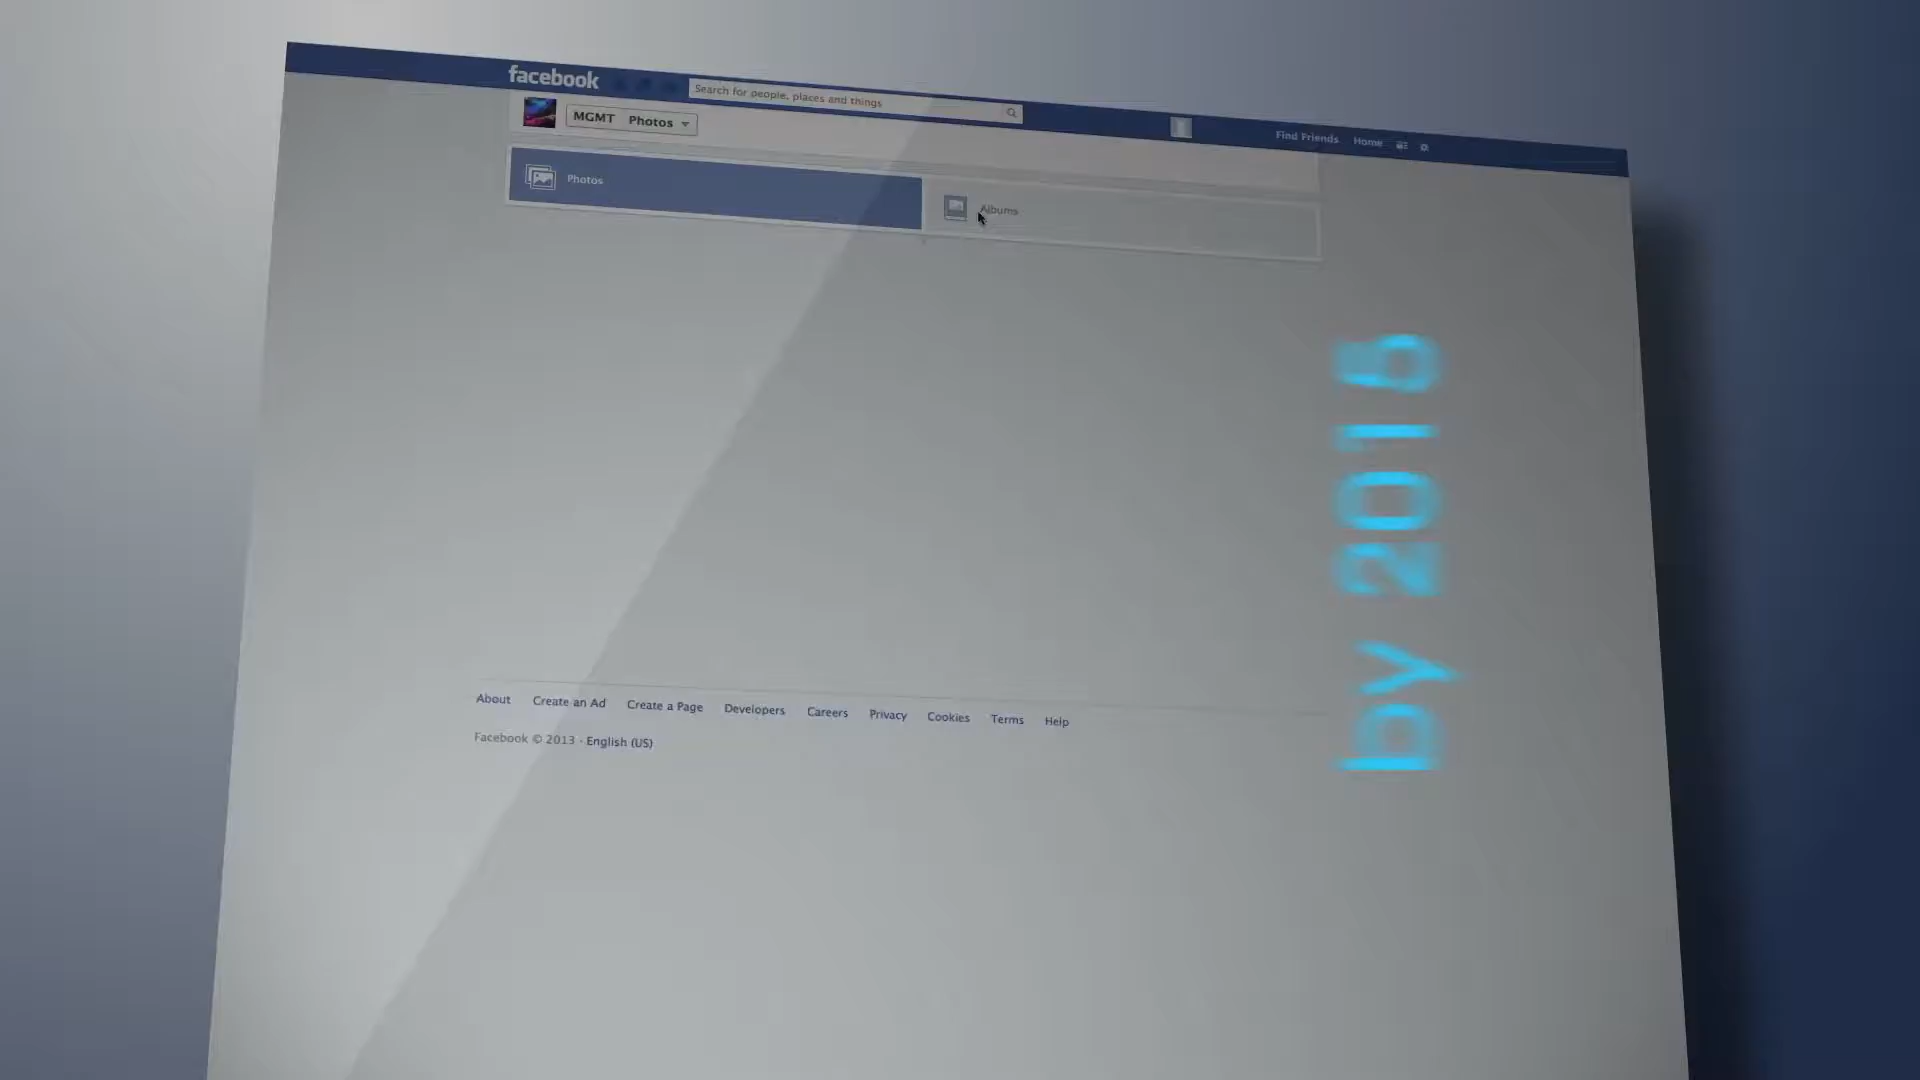 facebook
Search for people, places and things
Find Friends Home
MGMT Photos
Photos
Albums
by 2018
About Create an Ad Create a Page Developers Careers Privacy Cookies Terms Help
Facebook © 2013 · English (US)